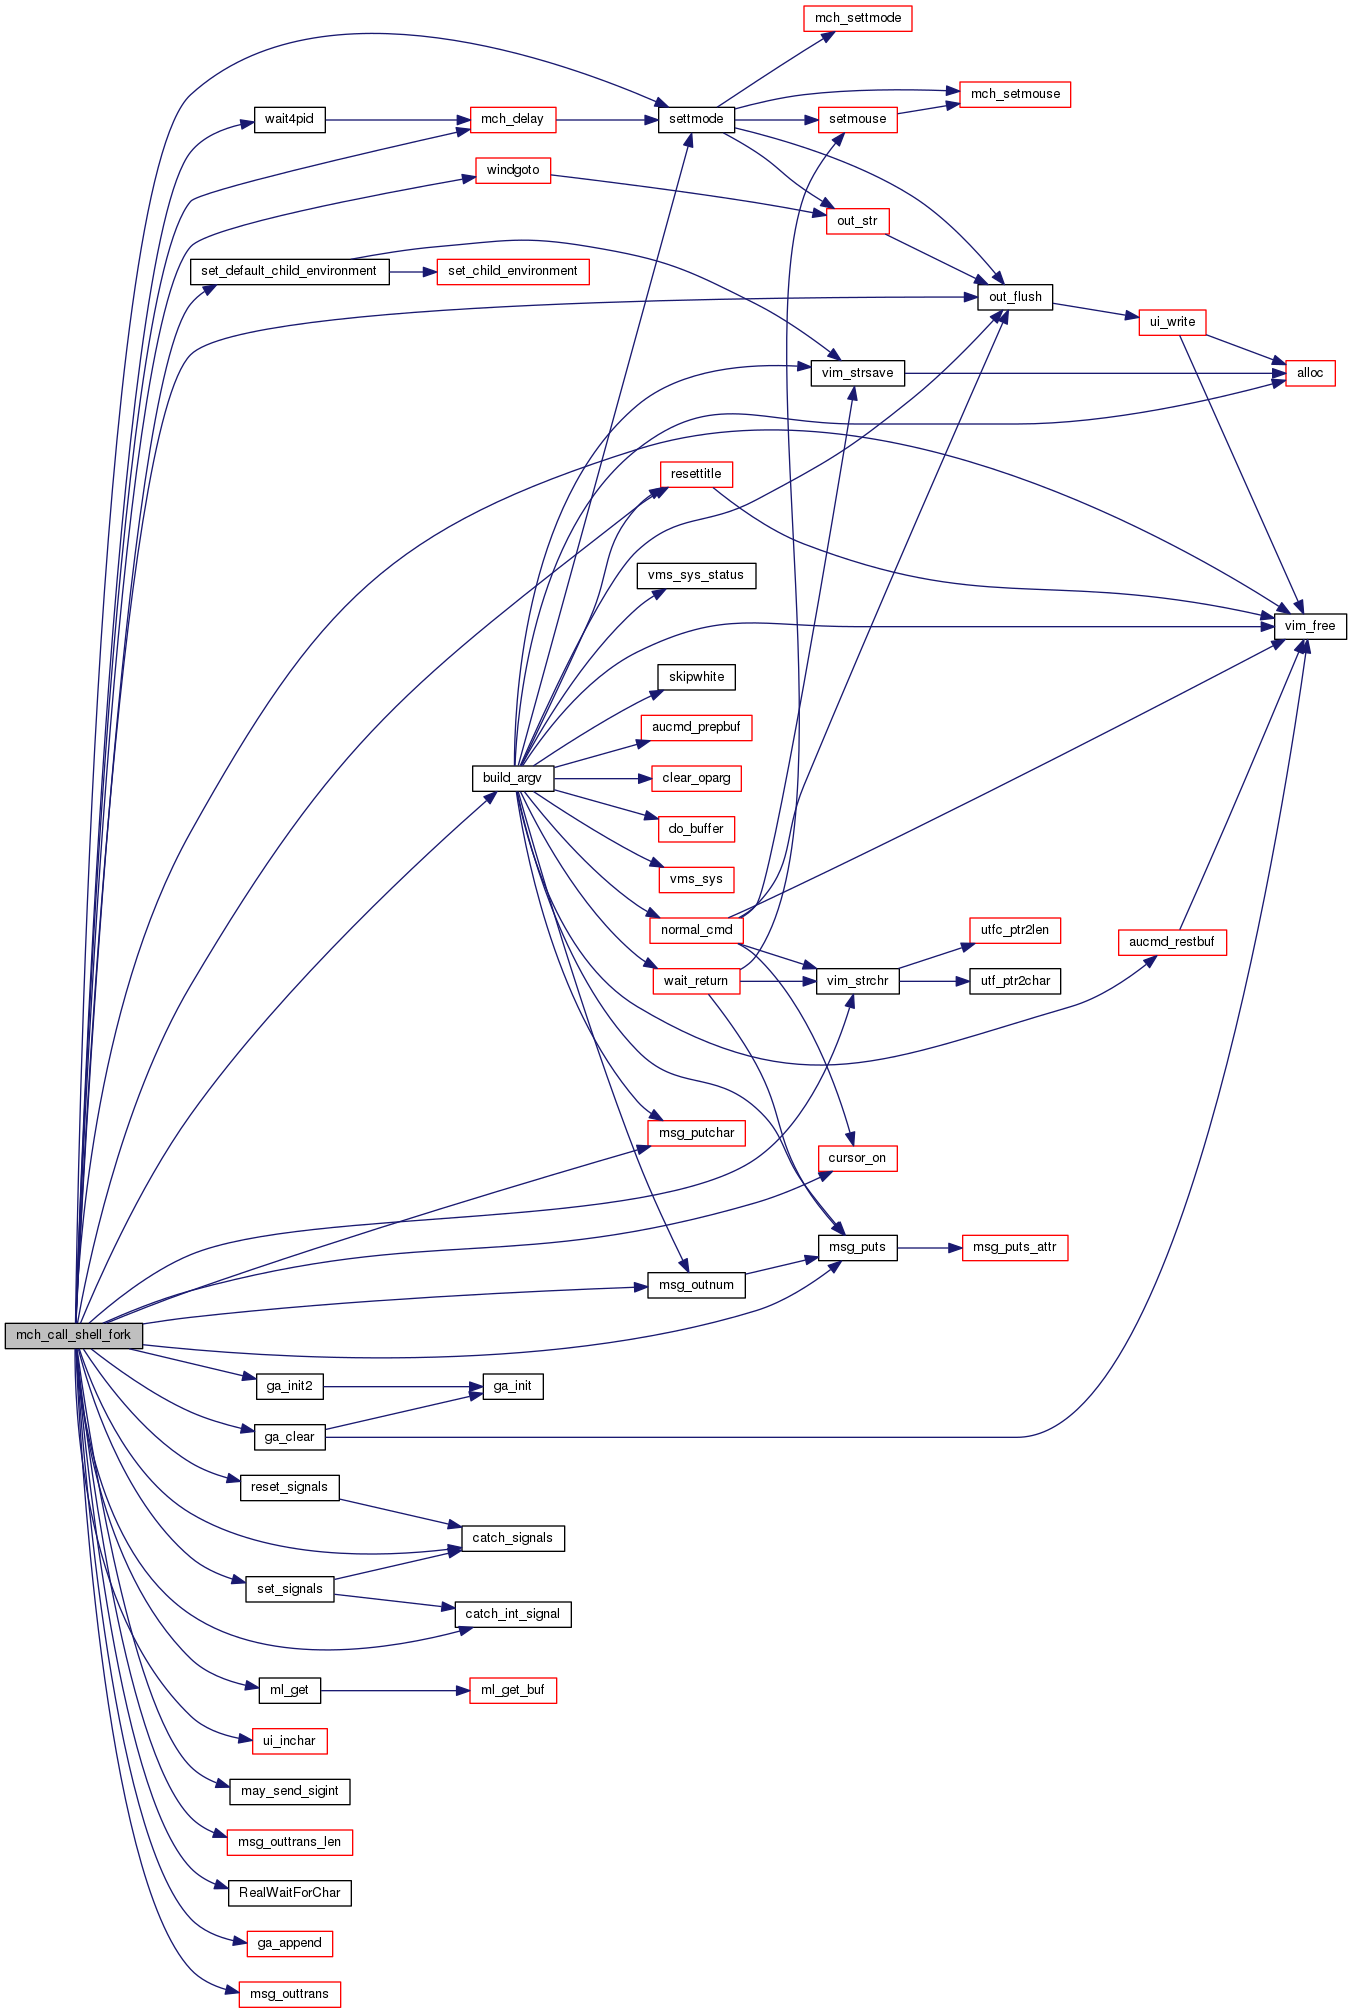 mch_settmode
mch_setmouse
wait4pid
mch_delay
settmode
setmouse
windgoto
out_str
set_default_child_environment
set_child_environment
out_flush
ui_write
vim_strsave
alloc
resettitle
vms_sys_status
vim_free
skipwhite
aucmd_prepbuf
build_argv
clear_oparg
do_buffer
vms_sys
normal_cmd
utfc_ptr2len
aucmd_restbuf
wait_return
vim_strchr
utf_ptr2char
msg_putchar
cursor_on
msg_puts
msg_puts_attr
msg_outnum
mch_call_shell_fork
ga_init2
ga_init
ga_clear
reset_signals
catch_signals
set_signals
catch_int_signal
ml_get
ml_get_buf
ui_inchar
may_send_sigint
msg_outtrans_len
RealWaitForChar
ga_append
msg_outtrans